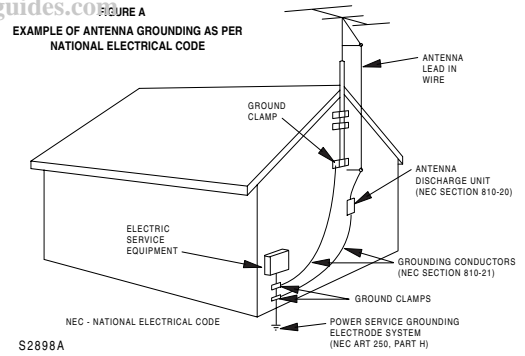 guides.com
FIGURE A
EXAMPLE OF ANTENNA GROUNDING AS PER
NATIONAL ELECTRICAL CODE
ANTENNA
LEAD IN
WIRE
GROUND
CLAMP
ANTENNA
DISCHARGE UNIT
(NEC SECTION 810-20)
ELECTRIC
SERVICE
EQUIPMENT
GROUNDING CONDUCTORS
(NEC SECTION 810-21)
GROUND CLAMPS
NEC - NATIONAL ELECTRICAL CODE
POWER SERVICE GROUNDING
ELECTRODE SYSTEM
(NEC ART 250, PART H)
S2898A